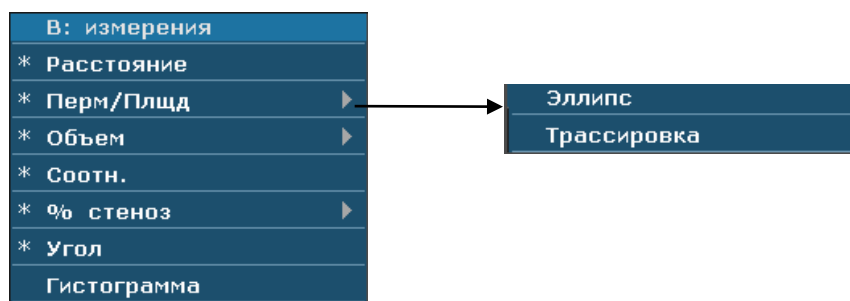 В: измерения
* Расстояние
* Перм/Плщд
* Объем
* Соотн.
* % стеноз
* Угол
Гистограмма
Эллипс
Трассировка